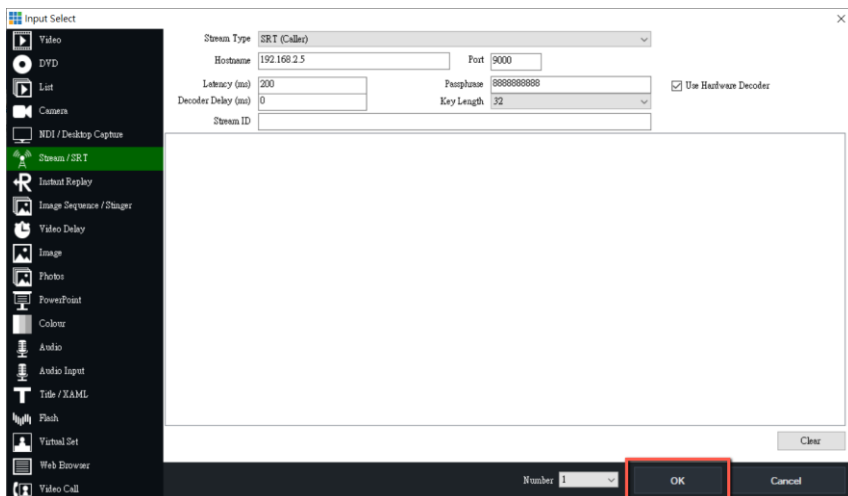 Input Select
Video
DVD
List
Camera
NDI / Desktop Capture
Stream / SRT
Instant Replay
Image Sequence / Stinger
Video Delay
Image
Photos
PowerPoint
Colour
Audio
Audio Input
Title / XAML
Flash
Virtual Set
Web Browser
Video Call
Stream Type SRT (Caller)
Hostname 192.168.2.5 Port 9000
Latency (ms) 200 Passphrase 8888888888 Use Hardware Decoder
Decoder Delay (ms) 0 Key Length 32
Stream ID
Clear
Number 1 OK Cancel